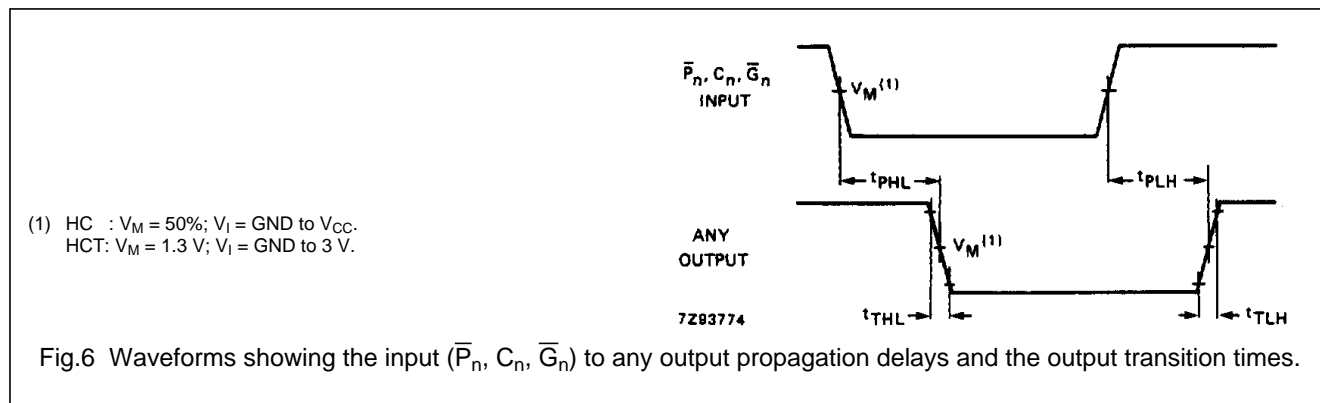 P̅n, Cn, G̅n
INPUT
VM(1)
tPHL
tPLH
(1) HC : VM = 50%; VI = GND to VCC.
HCT: VM = 1.3 V; VI = GND to 3 V.
ANY
OUTPUT
VM(1)
7Z93774
tTHL
tTLH
Fig.6 Waveforms showing the input (P̅n, Cn, G̅n) to any output propagation delays and the output transition times.